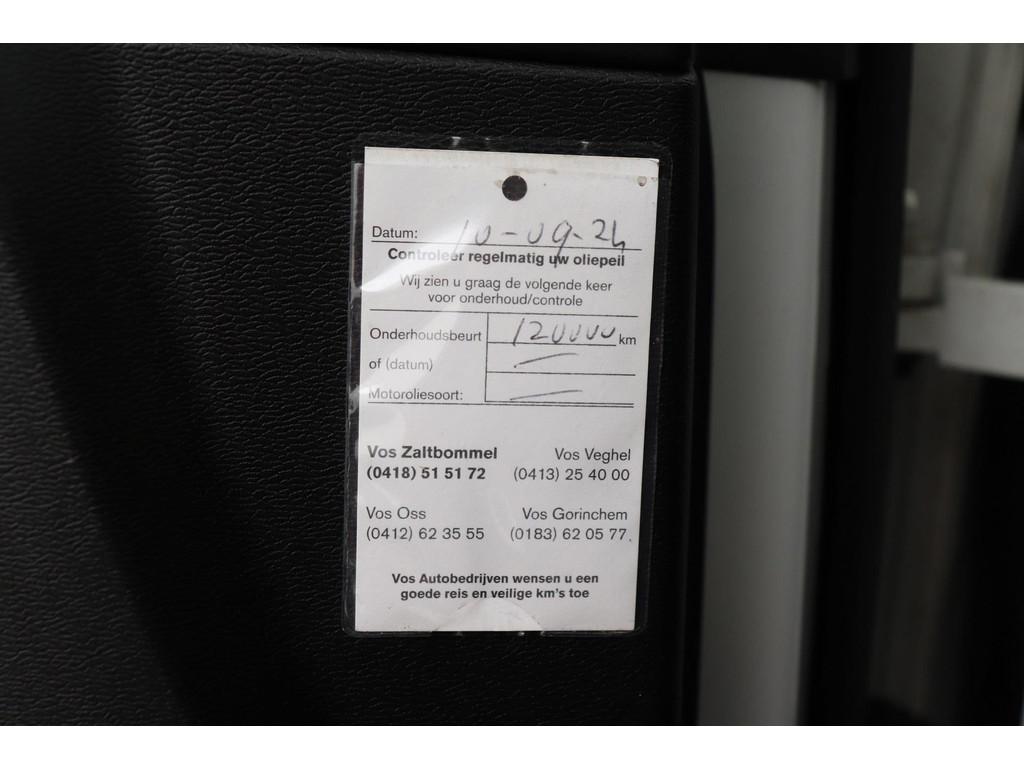 Datum: 10-09-24
Controleer regelmatig uw oliepeil
Wij zien u graag de volgende keer
voor onderhoud/controle
Onderhoudsbeurt 120000 km
of (datum) —
Motoroliesoort: —
Vos Zaltbommel Vos Veghel
(0418) 51 51 72 (0413) 25 40 00
Vos Oss Vos Gorinchem
(0412) 62 35 55 (0183) 62 05 77.
Vos Autobedrijven wensen u een
goede reis en veilige km's toe